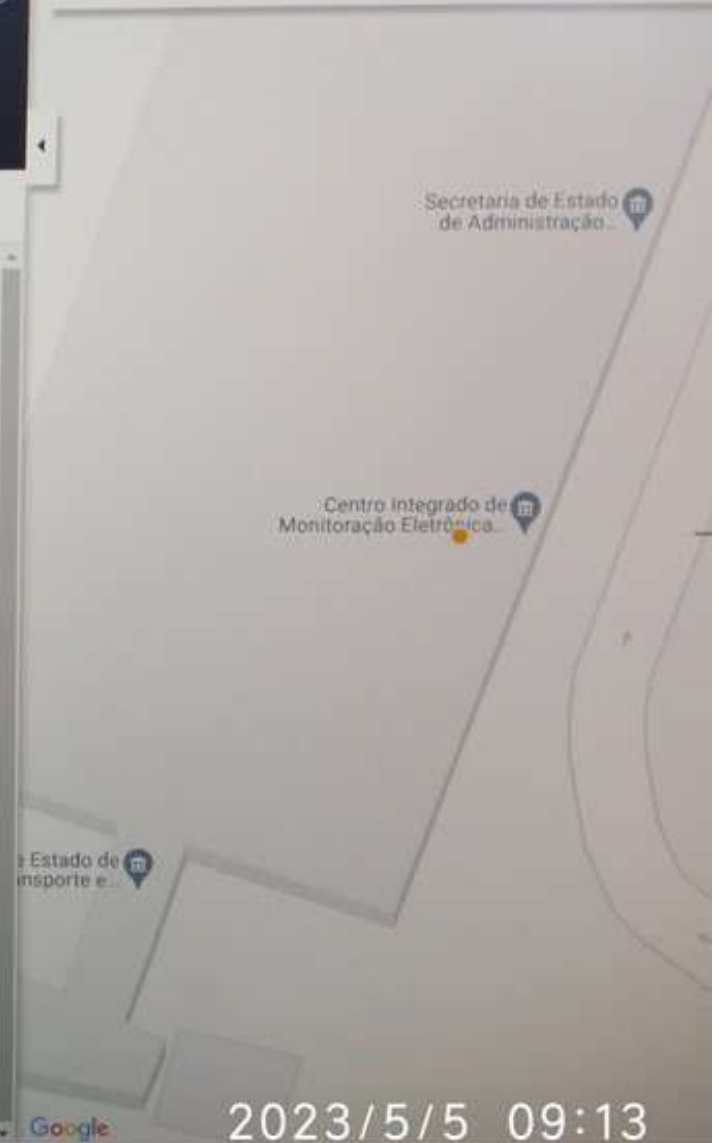 Secretaria de Estado
de Administração...
Centro Integrado de
Monitoração Eletrônica...
Estado de
nsporte e...
Google
2023/5/5 09:13